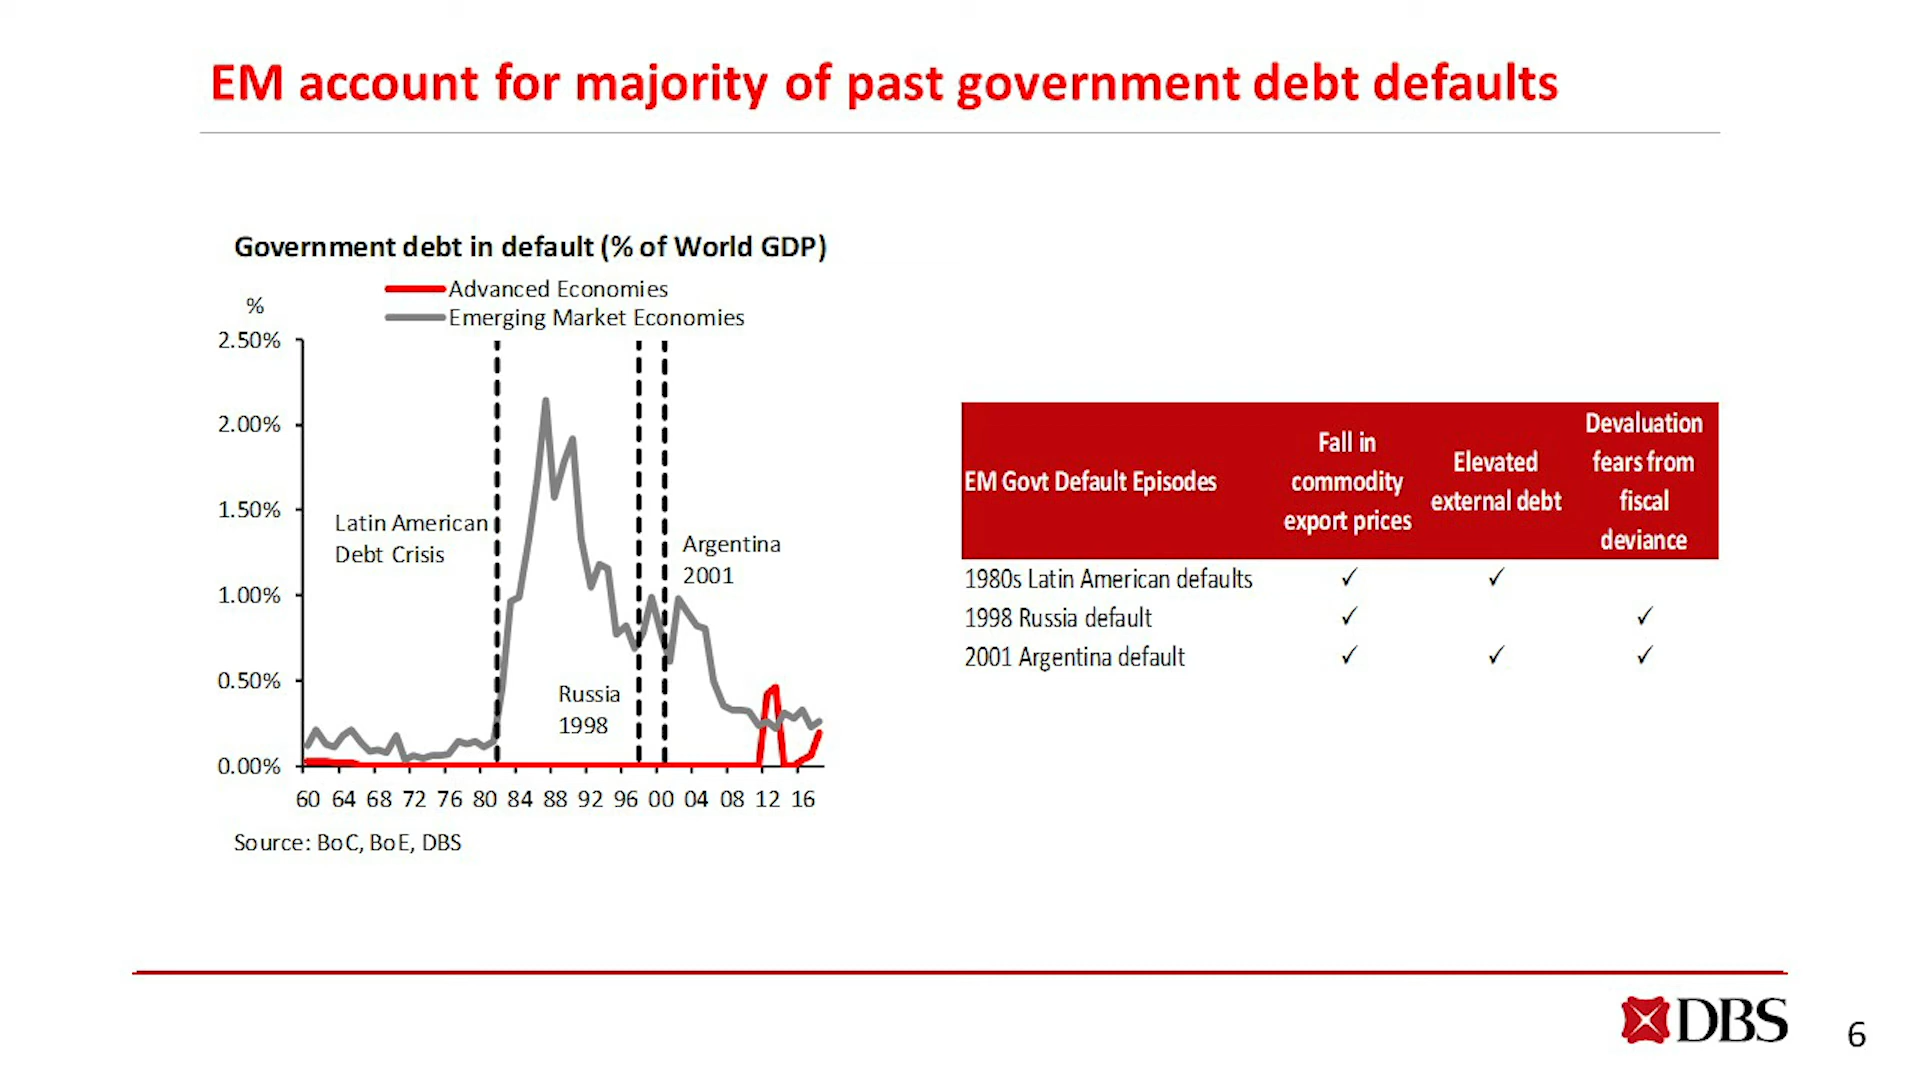 EM account for majority of past government debt defaults
Government debt in default (% of World GDP)
Advanced Economies
Emerging Market Economies
%
2.50%
2.00%
1.50%
1.00%
0.50%
0.00%
Latin American
Debt Crisis
Russia
1998
Argentina
2001
60 64 68 72 76 80 84 88 92 96 00 04 08 12 16
Source: BoC, BoE, DBS
EM Govt Default Episodes
Fall in
commodity
export prices
Elevated
external debt
Devaluation
fears from
fiscal
deviance
1980s Latin American defaults ✓ ✓
1998 Russia default ✓ ✓
2001 Argentina default ✓ ✓ ✓
DBS
6